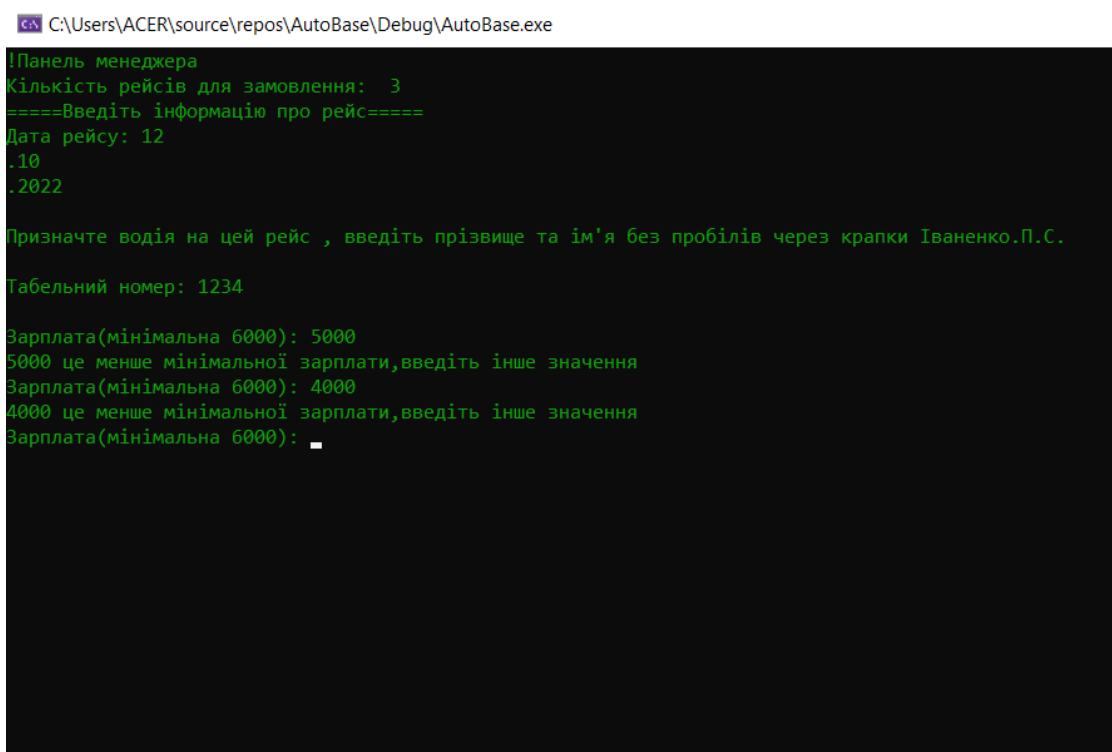 C:\Users\ACER\source\repos\AutoBase\Debug\AutoBase.exe
!Панель менеджера
Кількість рейсів для замовлення:  3
=====Введіть інформацію про рейс=====
Дата рейсу: 12
.10
.2022
Призначте водія на цей рейс , введіть прізвище та ім'я без пробілів через крапки Іваненко.П.С.
Табельний номер: 1234
Зарплата(мінімальна 6000): 5000
5000 це менше мінімальної зарплати,введіть інше значення
Зарплата(мінімальна 6000): 4000
4000 це менше мінімальної зарплати,введіть інше значення
Зарплата(мінімальна 6000):